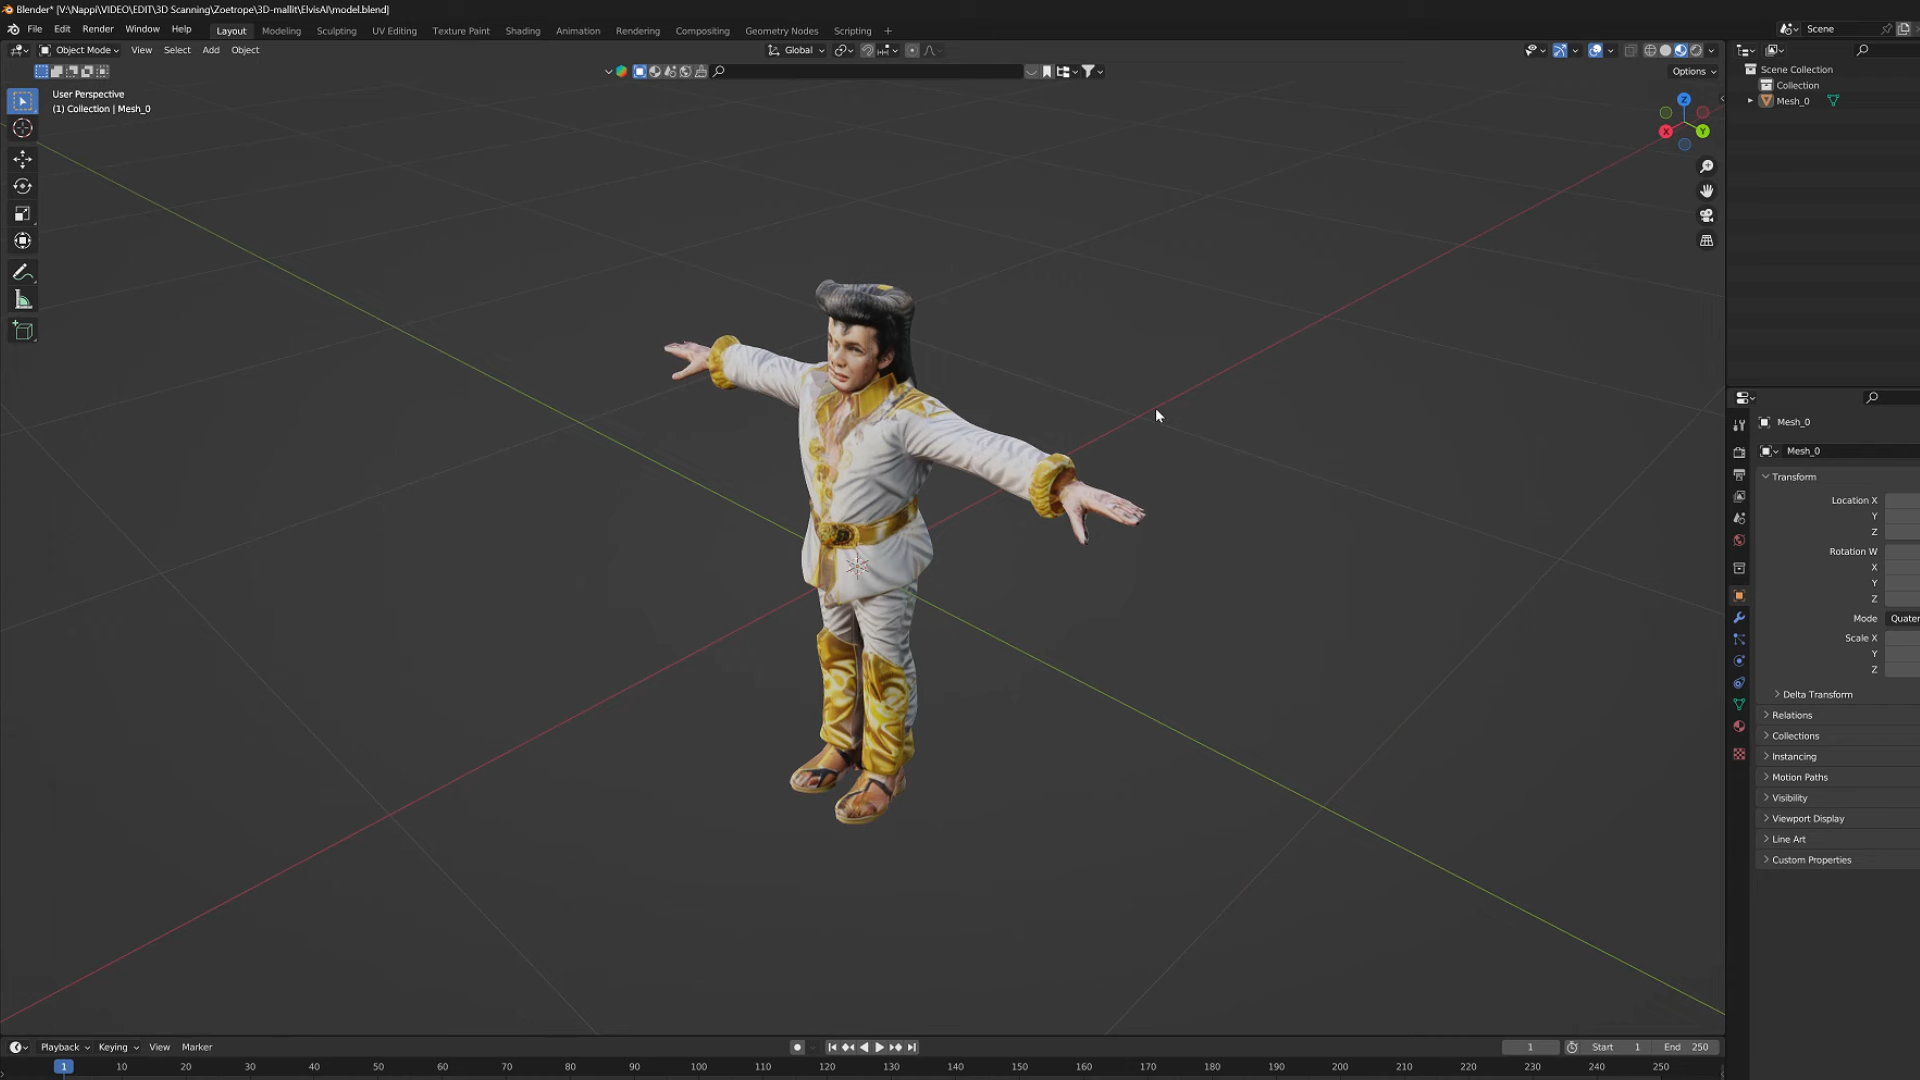 Blender* [V:\Nappi\VIDEO\EDIT\3D Scanning\Zoetrope\3D-mallit\ElvisAI\model.blend]
File Edit Render Window Help Layout Modeling Sculpting UV Editing Texture Paint Shading Animation Rendering Compositing Geometry Nodes Scripting + Scene
Object Mode View Select Add Object Global
Options
User Perspective
(1) Collection | Mesh_0
Z
X Y
Scene Collection
Collection
Mesh_0
Mesh_0
Mesh_0
Transform
Location X
Y
Z
Rotation W
X
Y
Z
Mode Quater
Scale X
Y
Z
Delta Transform
Relations
Collections
Instancing
Motion Paths
Visibility
Viewport Display
Line Art
Custom Properties
Playback Keying View Marker 1 Start 1 End 250
1 10 20 30 40 50 60 70 80 90 100 110 120 130 140 150 160 170 180 190 200 210 220 230 240 250